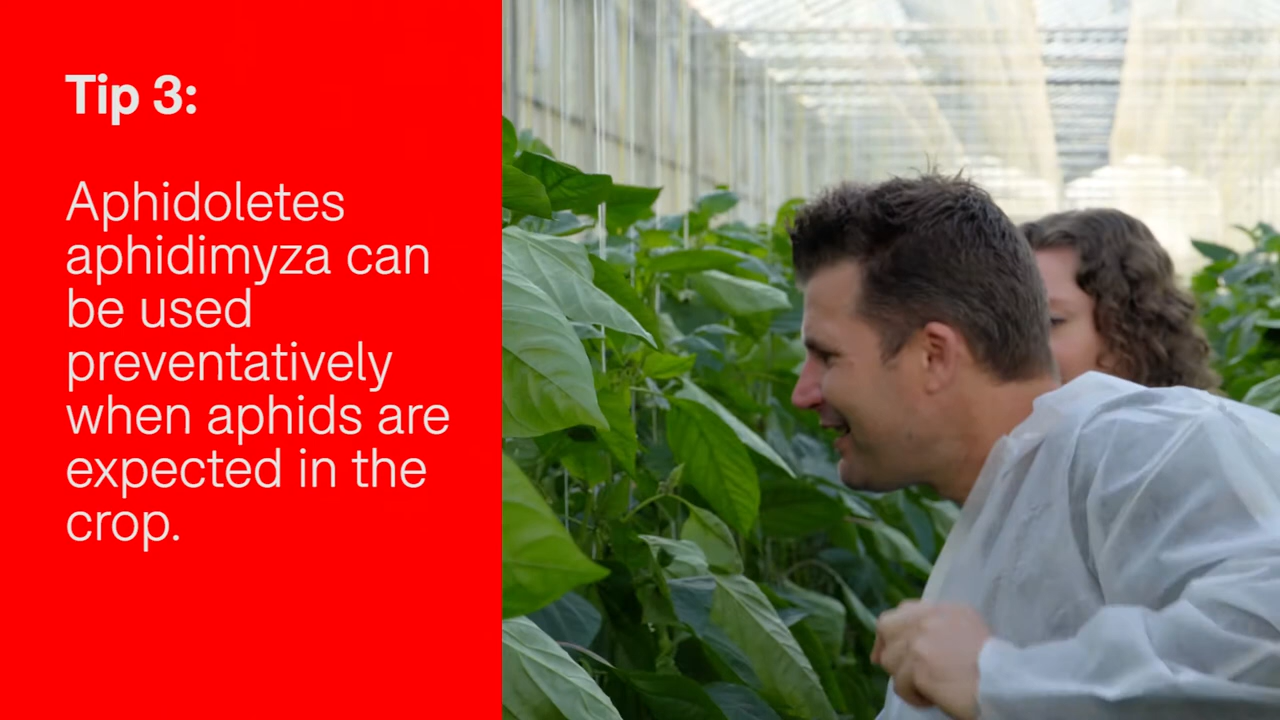 Tip 3:
Aphidoletes
aphidimyza can
be used
preventatively
when aphids are
expected in the
crop.